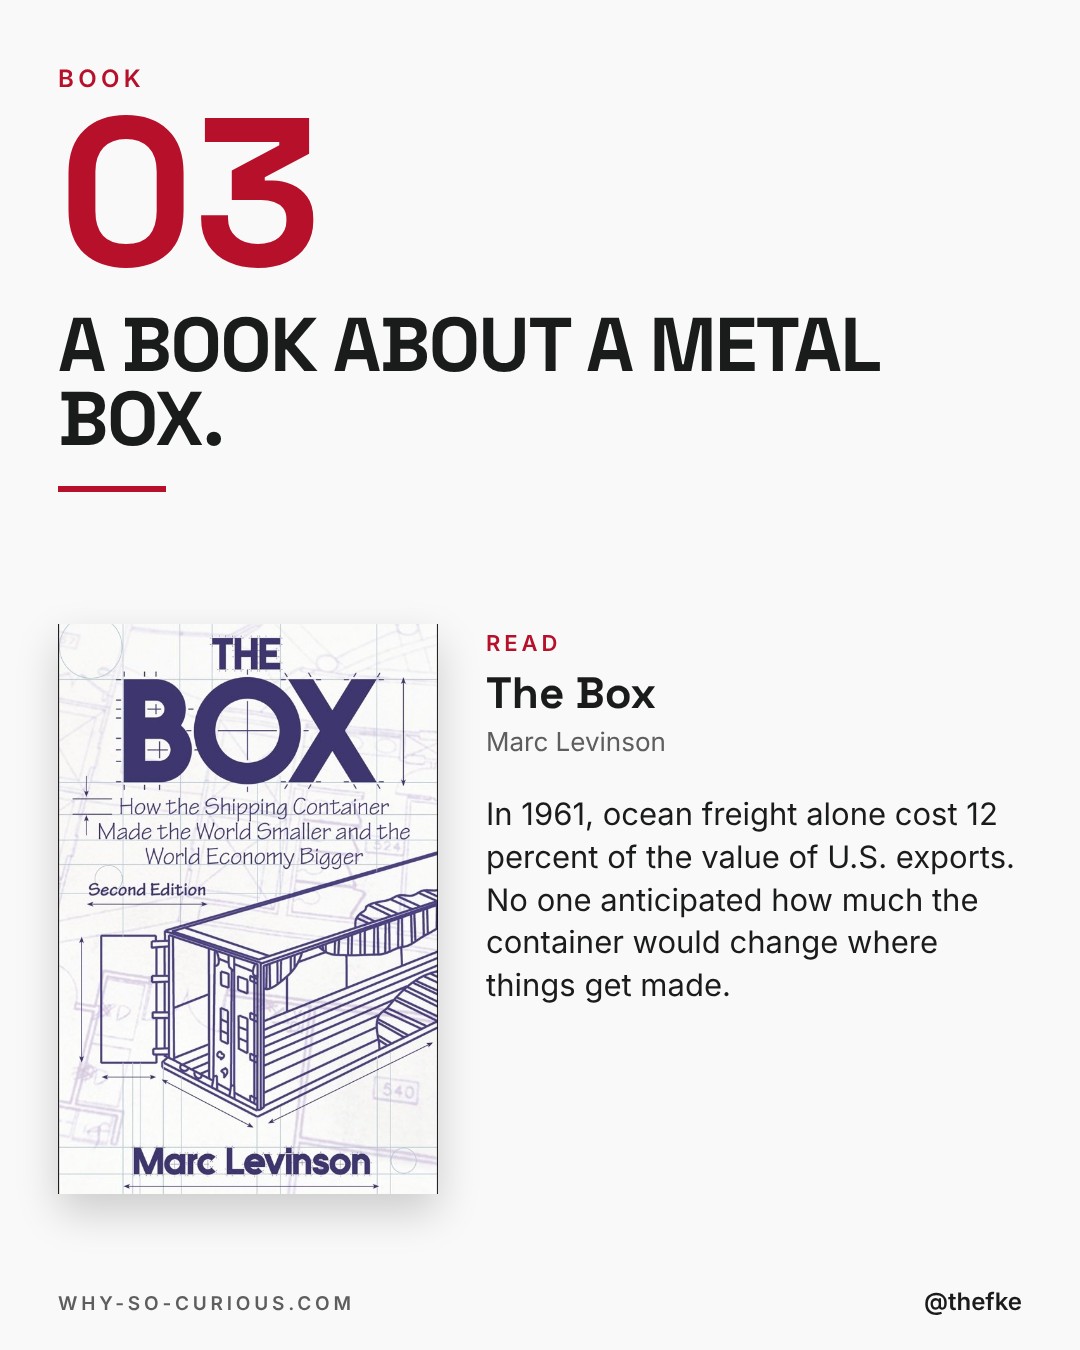 BOOK
03
A BOOK ABOUT A METAL
BOX.
THE
BOX
How the Shipping Container
Made the World Smaller and the
World Economy Bigger
524
Second Edition
540
Marc Levinson
READ
The Box
Marc Levinson
In 1961, ocean freight alone cost 12
percent of the value of U.S. exports.
No one anticipated how much the
container would change where
things get made.
WHY-SO-CURIOUS.COM
@thefke